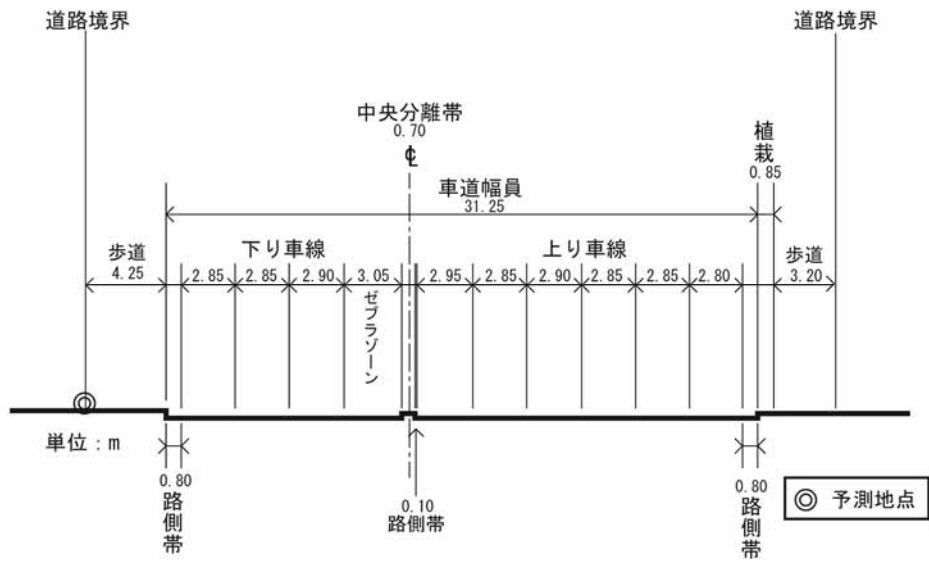 道路境界
道路境界
中央分離帯
0.70
℄
植栽
0.85
車道幅員
31.25
歩道
4.25
下り車線
上り車線
歩道
3.20
2.85
2.85
2.90
3.05
2.95
2.85
2.90
2.85
2.85
2.80
ゼブラゾーン
単位：m
0.80
路側帯
0.10
路側帯
0.80
路側帯
◎ 予測地点